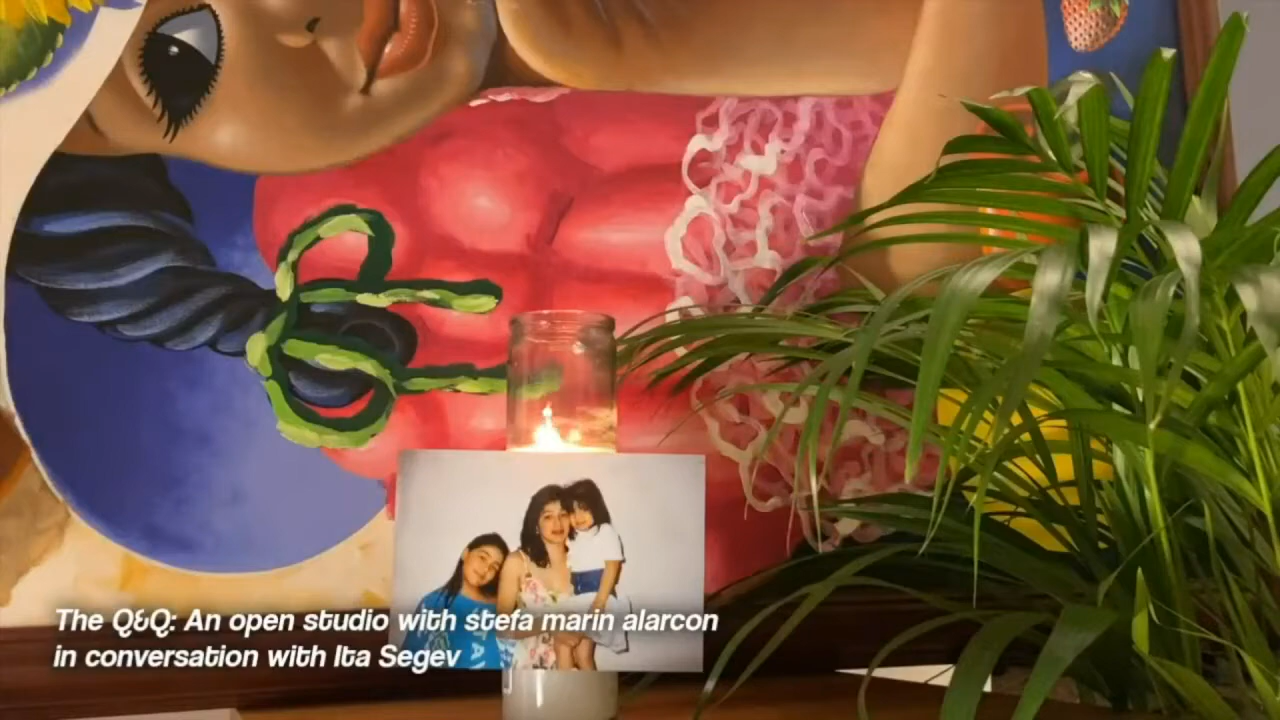 The Q&Q: An open studio with stefa marin alarcon
in conversation with Ita Segev